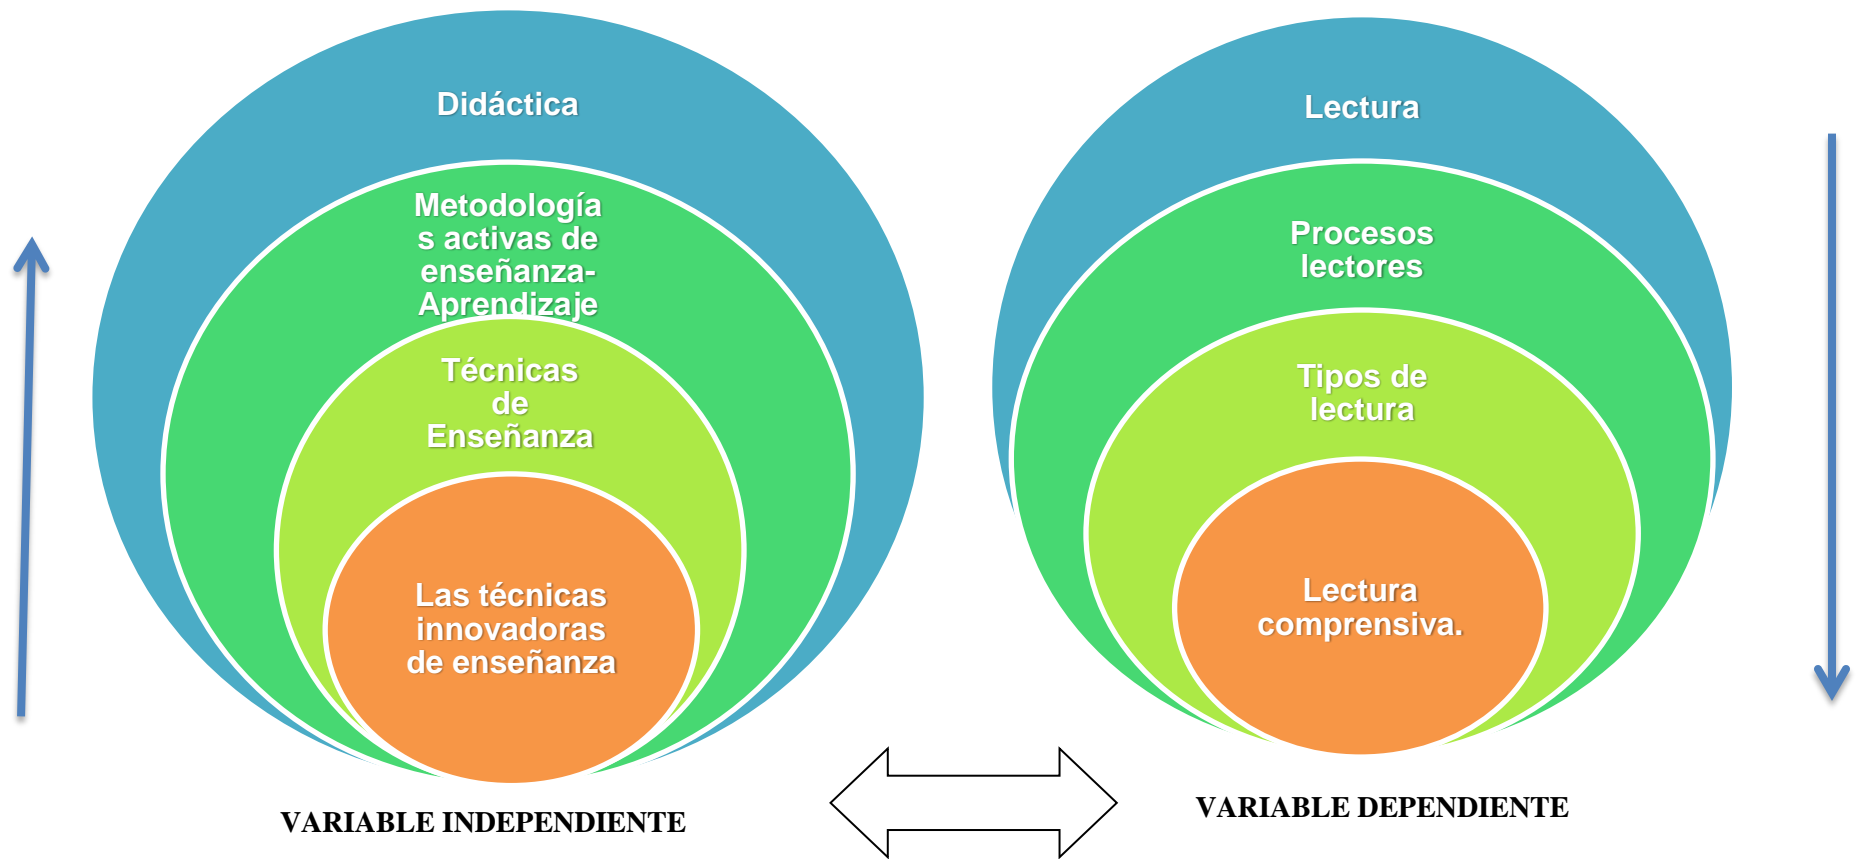 Didáctica
Metodología
s activas de
enseñanza-
Aprendizaje
Técnicas
de
Enseñanza
Las técnicas
innovadoras
de enseñanza
VARIABLE INDEPENDIENTE
Lectura
Procesos
lectores
Tipos de
lectura
Lectura
comprensiva.
VARIABLE DEPENDIENTE